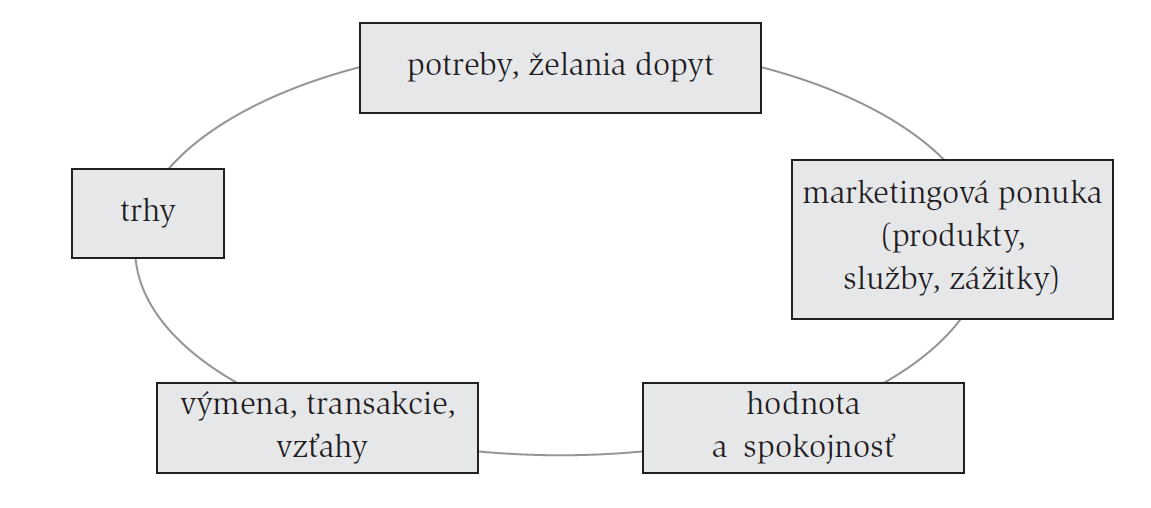 potreby, želania dopyt
trhy
marketingová ponuka
(produkty,
služby, zážitky)
výmena, transakcie,
vzťahy
hodnota
a spokojnosť